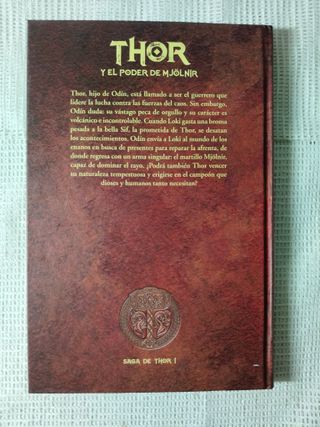 THOR
Y EL PODER DE MJÖLNIR
Thor, hijo de Odín, está llamado a ser el guerrero que
lidere la lucha contra las fuerzas del caos. Sin embargo,
Odín duda: su vástago peca de orgullo y su carácter es
volcánico e incontrolable. Cuando Loki gasta una broma
pesada a la bella Sif, la prometida de Thor, se desatan
los acontecimientos. Odín envía a Loki al mundo de los
enanos en busca de presentes para reparar la afrenta, de
donde regresa con un arma singular: el martillo Mjölnir,
capaz de dominar el rayo. ¿Podrá también Thor vencer
su naturaleza tempestuosa y erigirse en el campeón que
dioses y humanos tanto necesitan?
SAGA DE THOR I